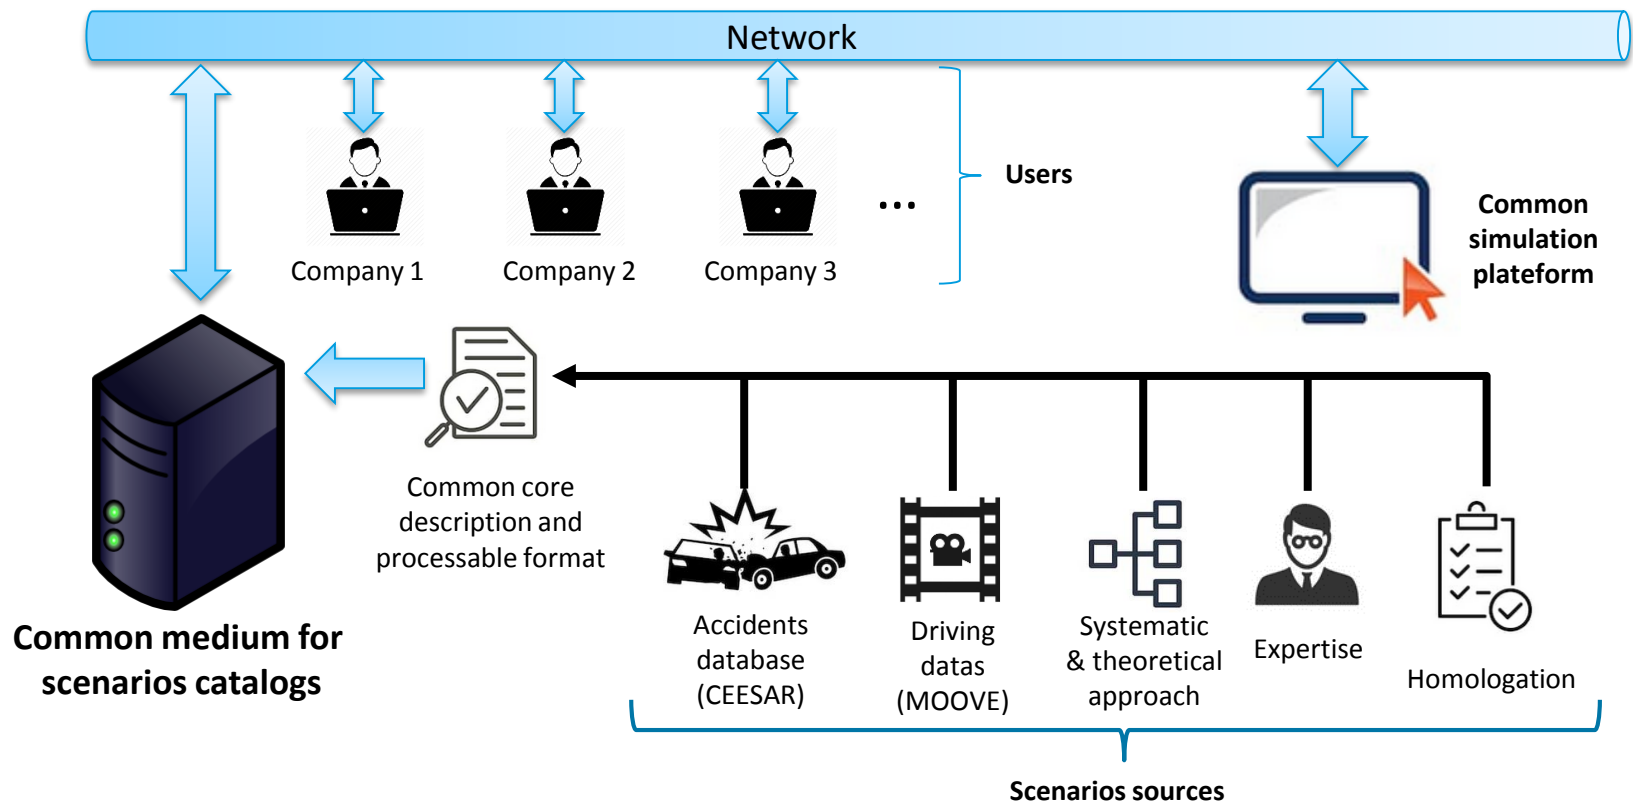 Network
Company 1
Company 2
Company 3
...
Users
Common
simulation
plateform
Common core
description and
processable format
Common medium for
scenarios catalogs
Accidents
database
(CEESAR)
Driving
datas
(MOOVE)
Systematic
& theoretical
approach
Expertise
Homologation
Scenarios sources